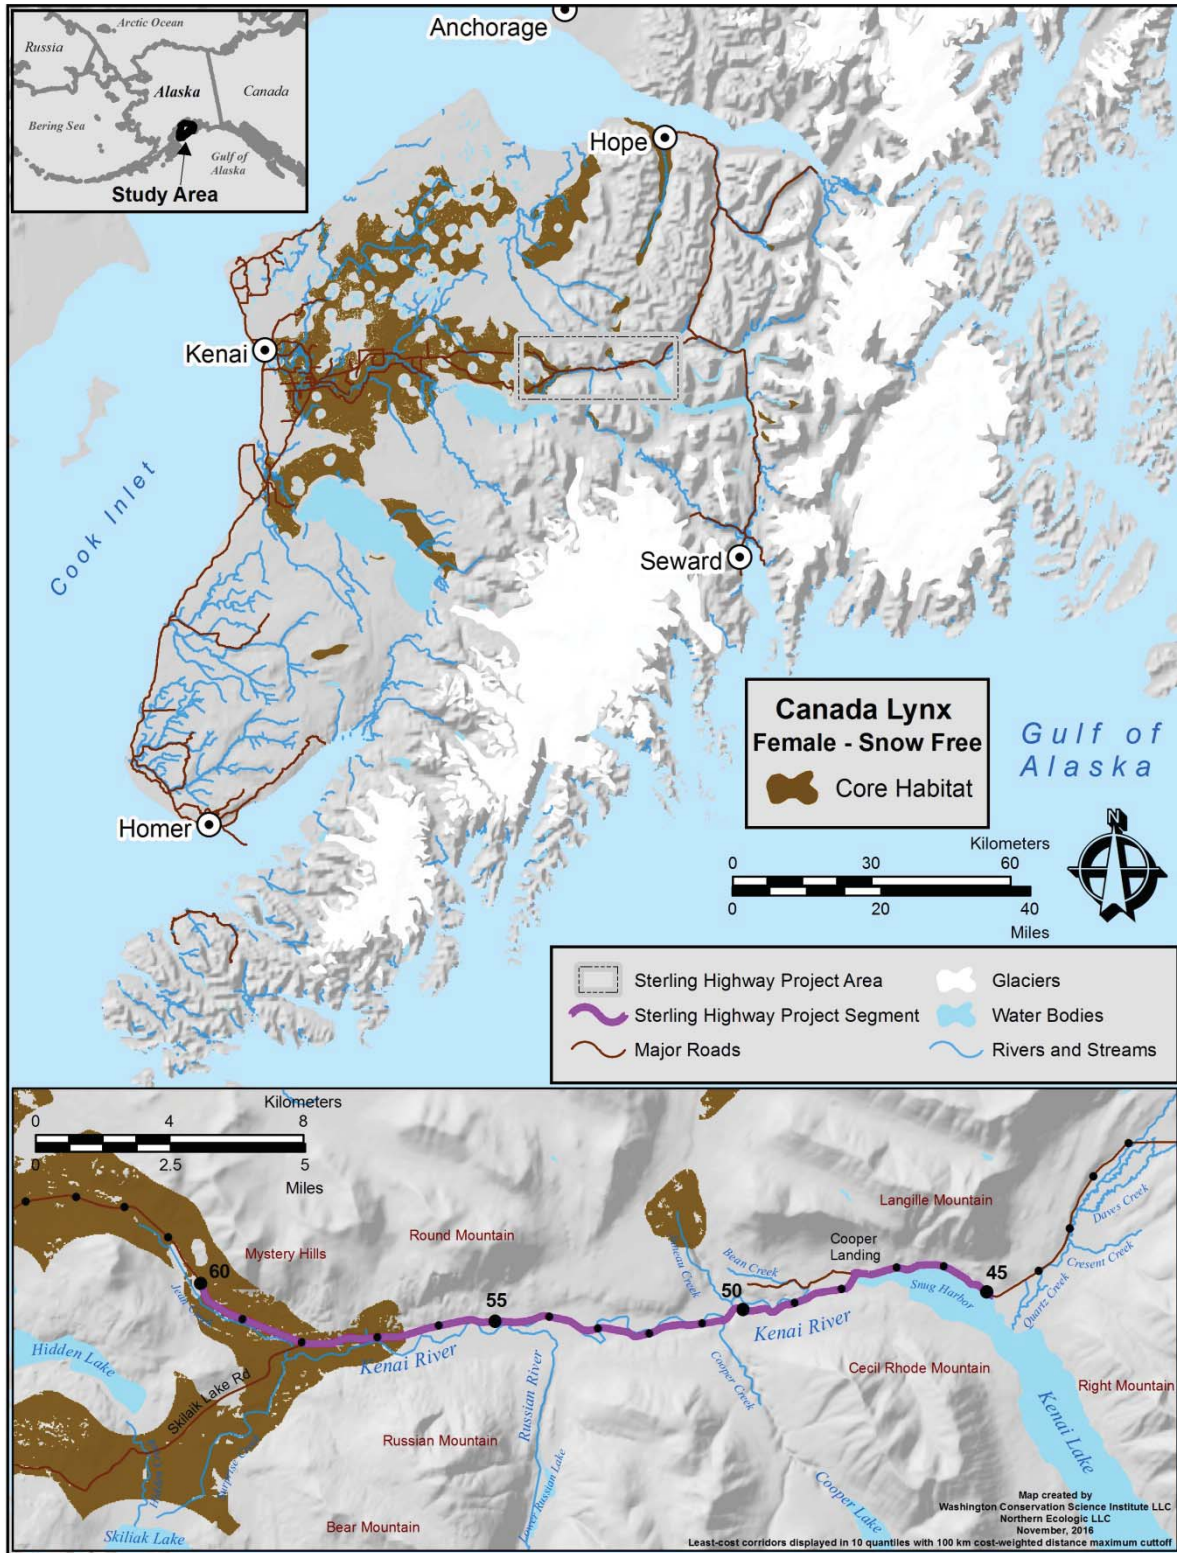 Arctic Ocean
Russia
Alaska
Canada
Bering Sea
Gulf of
Alaska
Study Area
Anchorage
Hope
Kenai
Cook Inlet
Seward
Homer
Canada Lynx
Female - Snow Free
Core Habitat
Gulf of
Alaska
N
Kilometers
0 30 60
0 20 40
Miles
Sterling Highway Project Area
Sterling Highway Project Segment
Major Roads
Glaciers
Water Bodies
Rivers and Streams
Kilometers
0 4 8
0 2.5 5
Miles
Mystery Hills
Round Mountain
Langille Mountain
Cooper
Landing
Daves Creek
Cresent Creek
Quartz Creek
Bean Creek
60
55
50
45
Snug Harbor
Kenai River
Kenai River
Hidden Lake
Skilaik Lake Rd
Russian River
Cooper Creek
Cecil Rhode Mountain
Right Mountain
Russian Mountain
Kenai Lake
Lower Russian Lake
Cooper Lake
Bear Mountain
Skiliak Lake
Map created by
Washington Conservation Science Institute LLC
Northern Ecologic LLC
November, 2016
Least-cost corridors displayed in 10 quantiles with 100 km cost-weighted distance maximum cuttoff